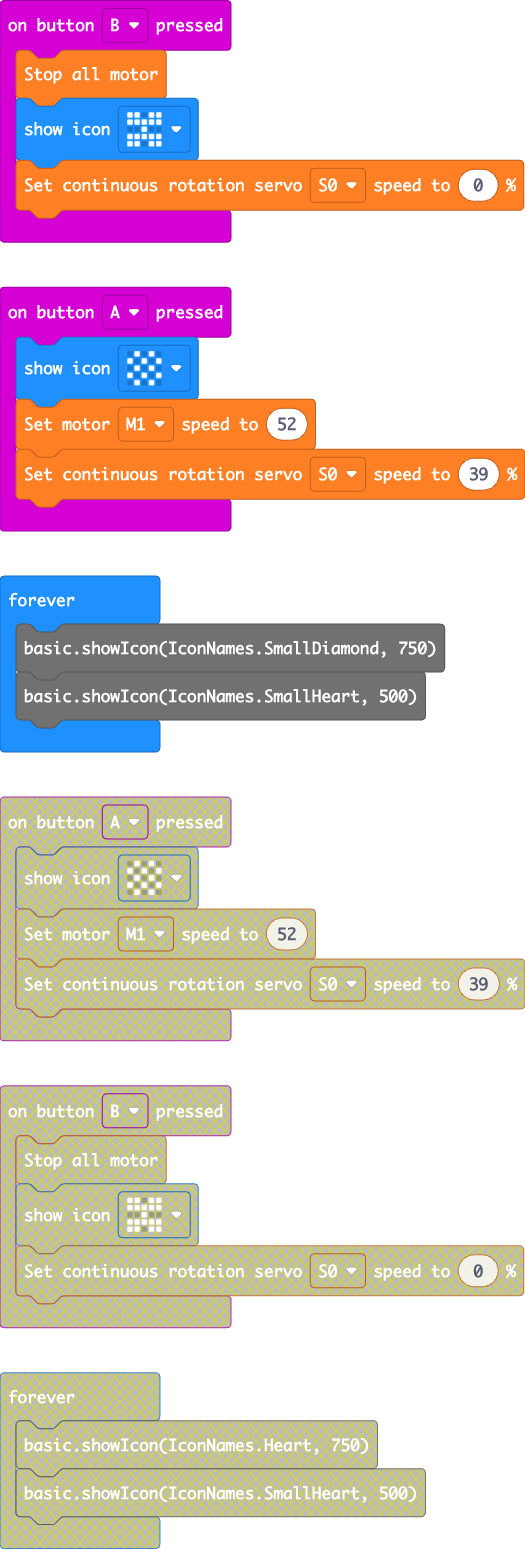 on button B pressed
Stop all motor
show icon
Set continuous rotation servo S0 speed to 0 %
on button A pressed
show icon
Set motor M1 speed to 52
Set continuous rotation servo S0 speed to 39 %
forever
basic.showIcon(IconNames.SmallDiamond, 750)
basic.showIcon(IconNames.SmallHeart, 500)
on button A pressed
show icon
Set motor M1 speed to 52
Set continuous rotation servo S0 speed to 39 %
on button B pressed
Stop all motor
show icon
Set continuous rotation servo S0 speed to 0 %
forever
basic.showIcon(IconNames.Heart, 750)
basic.showIcon(IconNames.SmallHeart, 500)